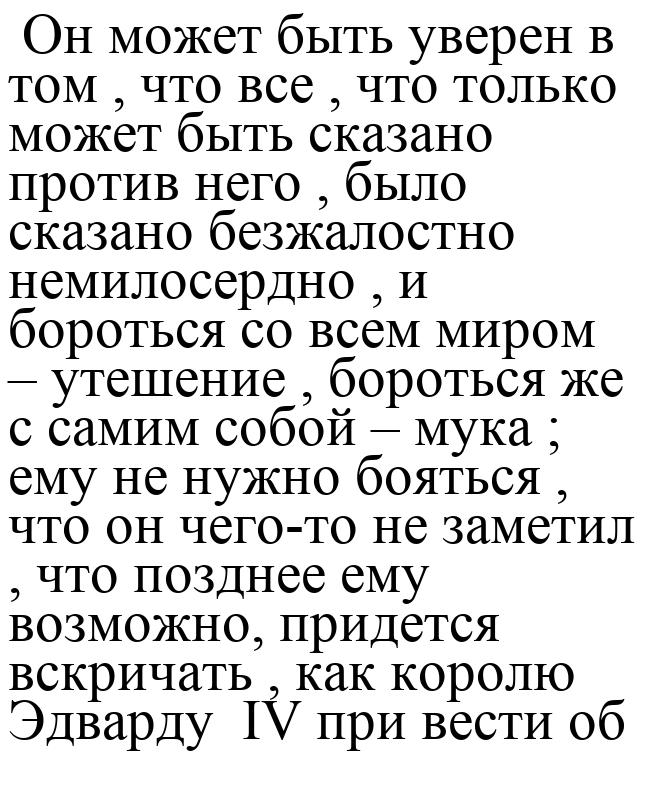 Он может быть уверен в
том , что все , что только
может быть сказано
против него , было
сказано безжалостно
немилосердно , и
бороться со всем миром
– утешение , бороться же
с самим собой – мука ;
ему не нужно бояться ,
что он чего-то не заметил
, что позднее ему
возможно, придется
вскричать , как королю
Эдварду  IV при вести об